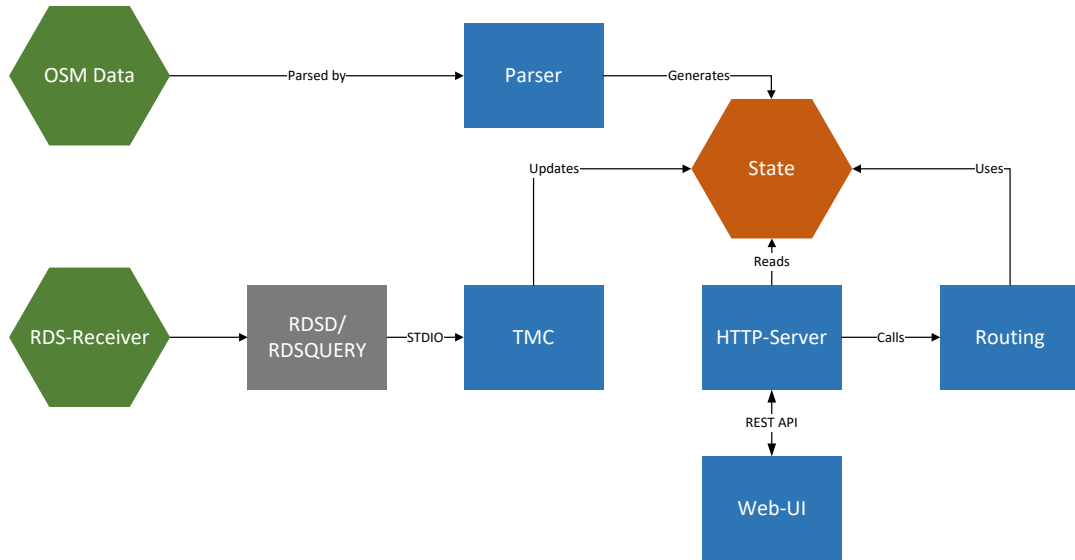 OSM Data
Parsed by
Parser
Generates
State
Updates
Uses
Reads
RDS-Receiver
RDSD/
RDSQUERY
STDIO
TMC
HTTP-Server
Calls
Routing
REST API
Web-UI